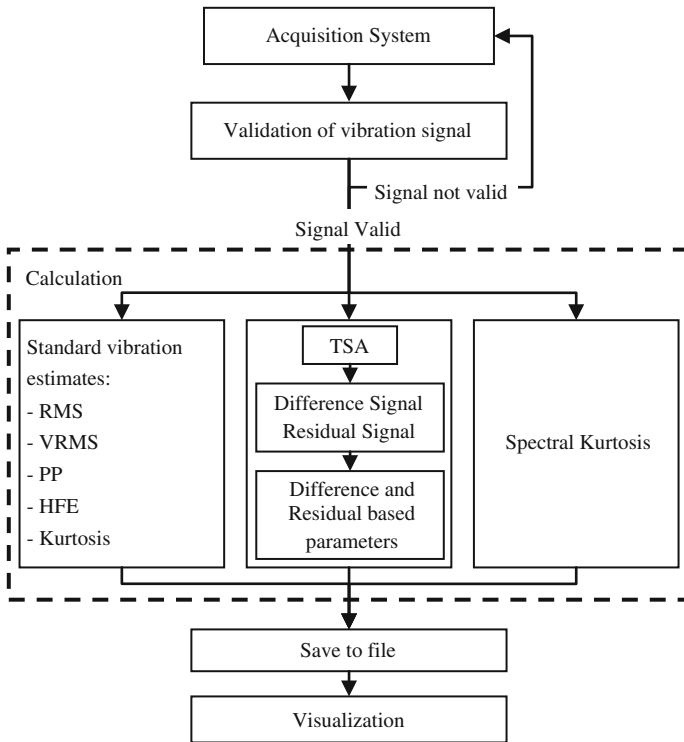 Acquisition System
Validation of vibration signal
Signal not valid
Signal Valid
Calculation
Standard vibration
estimates:
- RMS
- VRMS
- PP
- HFE
- Kurtosis
TSA
Difference Signal
Residual Signal
Difference and
Residual based
parameters
Spectral Kurtosis
Save to file
Visualization